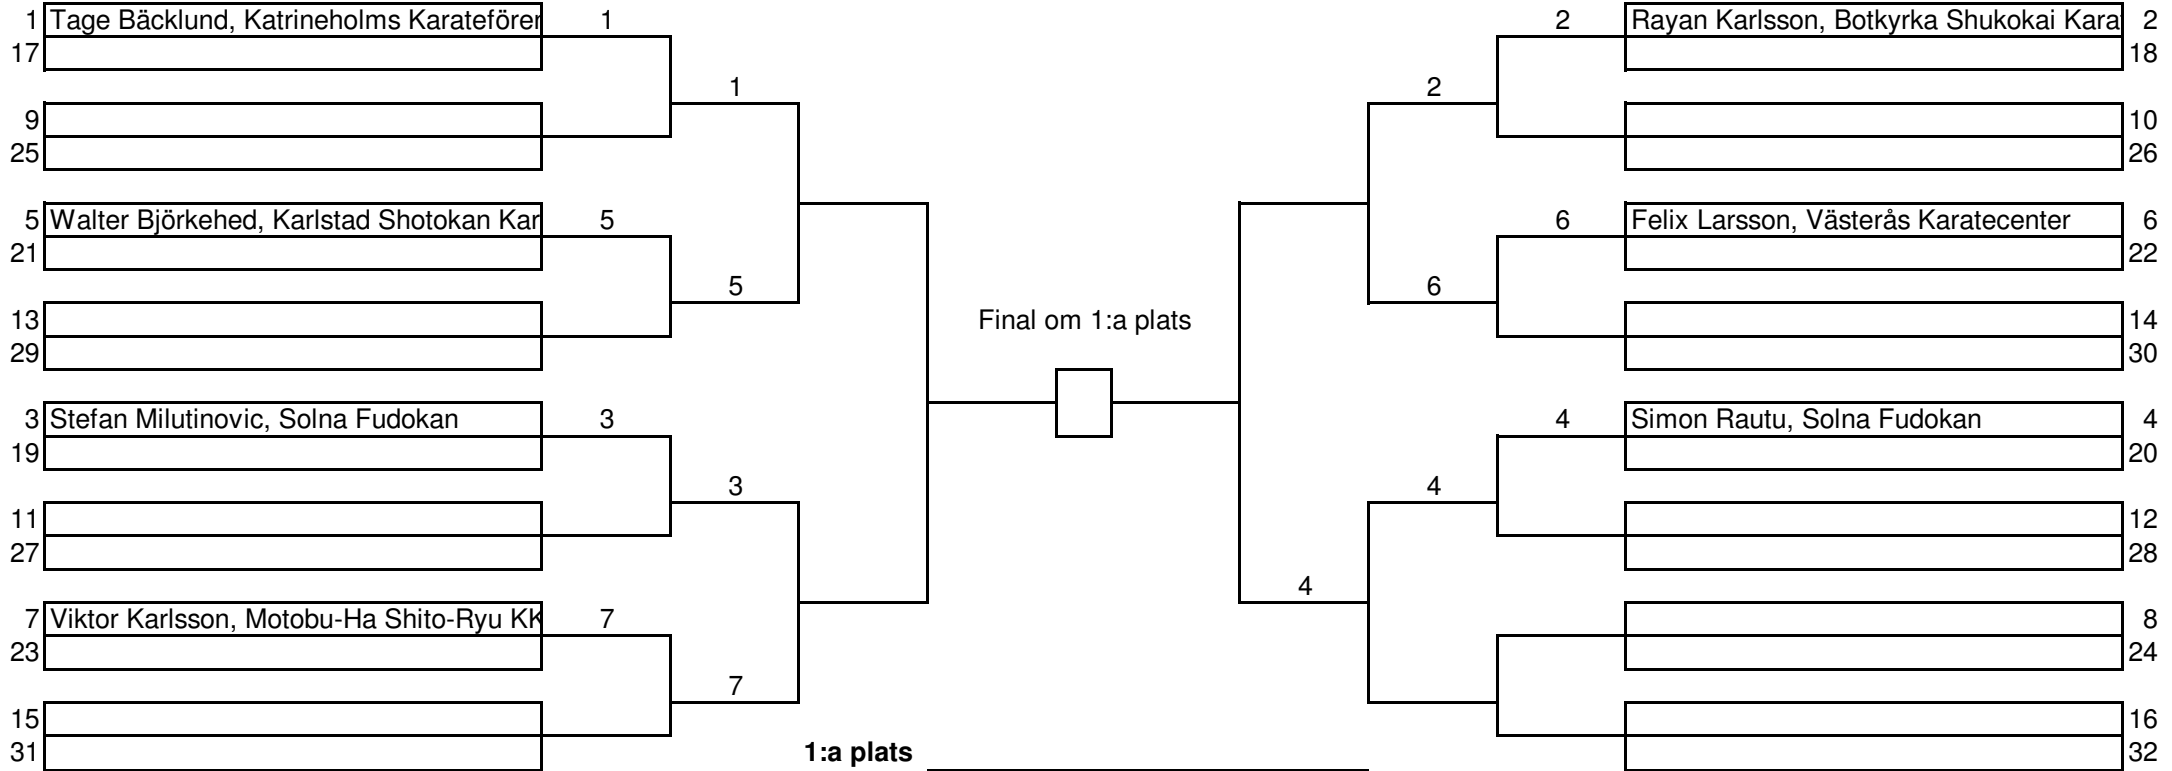 1 Tage Bäcklund, Katrineholms Karateförer 1 2 Rayan Karlsson, Botkyrka Shukokai Kara 2
17 18
1 2
9 10
25 26
5 Walter Björkehed, Karlstad Shotokan Kar 5 6 Felix Larsson, Västerås Karatecenter 6
21 22
5 6
13 Final om 1:a plats 14
29 30
3 Stefan Milutinovic, Solna Fudokan 3 4 Simon Rautu, Solna Fudokan 4
19 20
3 4
11 12
27 28
4
7 Viktor Karlsson, Motobu-Ha Shito-Ryu KK 7 8
23 24
7
15 16
31 1:a plats 32